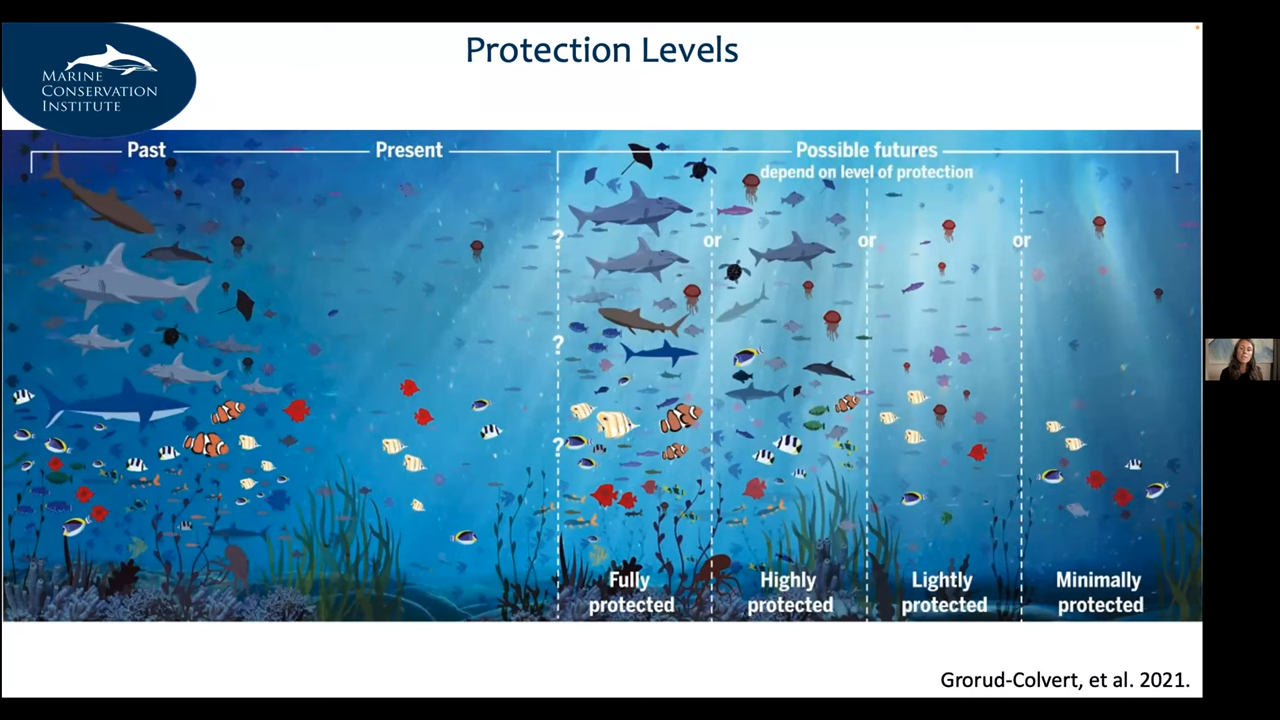 Protection Levels
MARINE
CONSERVATION
INSTITUTE
Past
Present
Possible futures
depend on level of protection
?
or
or
or
?
?
Fully
protected
Highly
protected
Lightly
protected
Minimally
protected
Grorud-Colvert, et al. 2021.